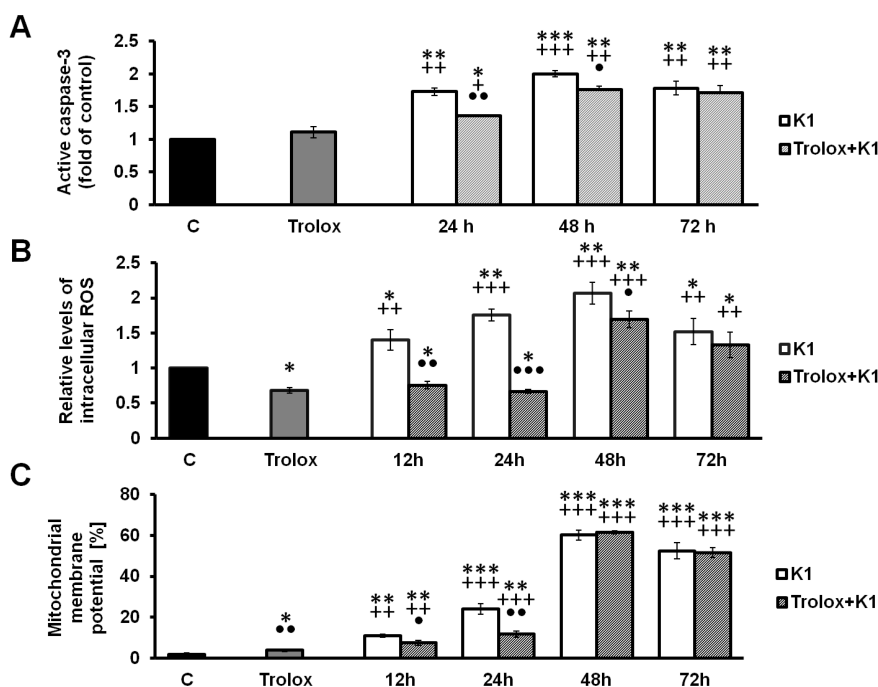 A
Active caspase-3
(fold of control)
2.5
2
1.5
1
0.5
0
** ++
* + ●●
*** +++
** ++ ●
** ++
** ++
C Trolox 24 h 48 h 72 h
K1
Trolox+K1
B
Relative levels of
intracellular ROS
2.5
2
1.5
1
0.5
0
*
* ++
* ●●
** +++
* ●●●
** +++
** +++ ●
* ++
* ++
C Trolox 12h 24h 48h 72h
K1
Trolox+K1
C
Mitochondrial
membrane
potential [%]
80
60
40
20
0
* ●●
** ++
** ++ ●
*** +++
** +++ ●●
*** +++
*** +++
*** +++
*** +++
C Trolox 12h 24h 48h 72h
K1
Trolox+K1